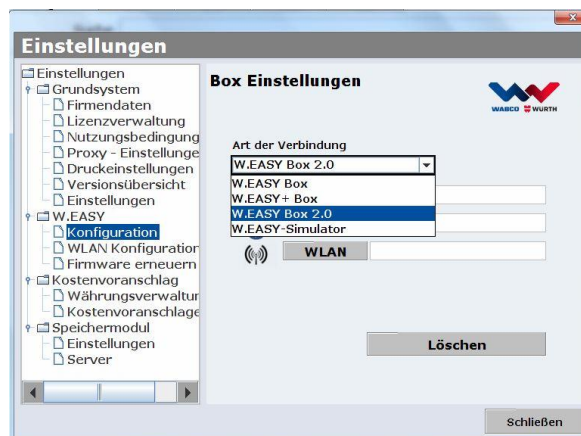 Einstellungen
Einstellungen
Grundsystem
Firmendaten
Lizenzverwaltung
Nutzungsbedingung
Proxy - Einstellunge
Druckeinstellungen
Versionsübersicht
Einstellungen
W.EASY
Konfiguration
WLAN Konfiguration
Firmware erneuern
Kostenvoranschlag
Währungsverwaltur
Kostenvoranschlage
Speichermodul
Einstellungen
Server
Box Einstellungen
WABCO WÜRTH
Art der Verbindung
W.EASY Box 2.0
W.EASY Box
W.EASY+ Box
W.EASY Box 2.0
W.EASY-Simulator
WLAN
Löschen
Schließen